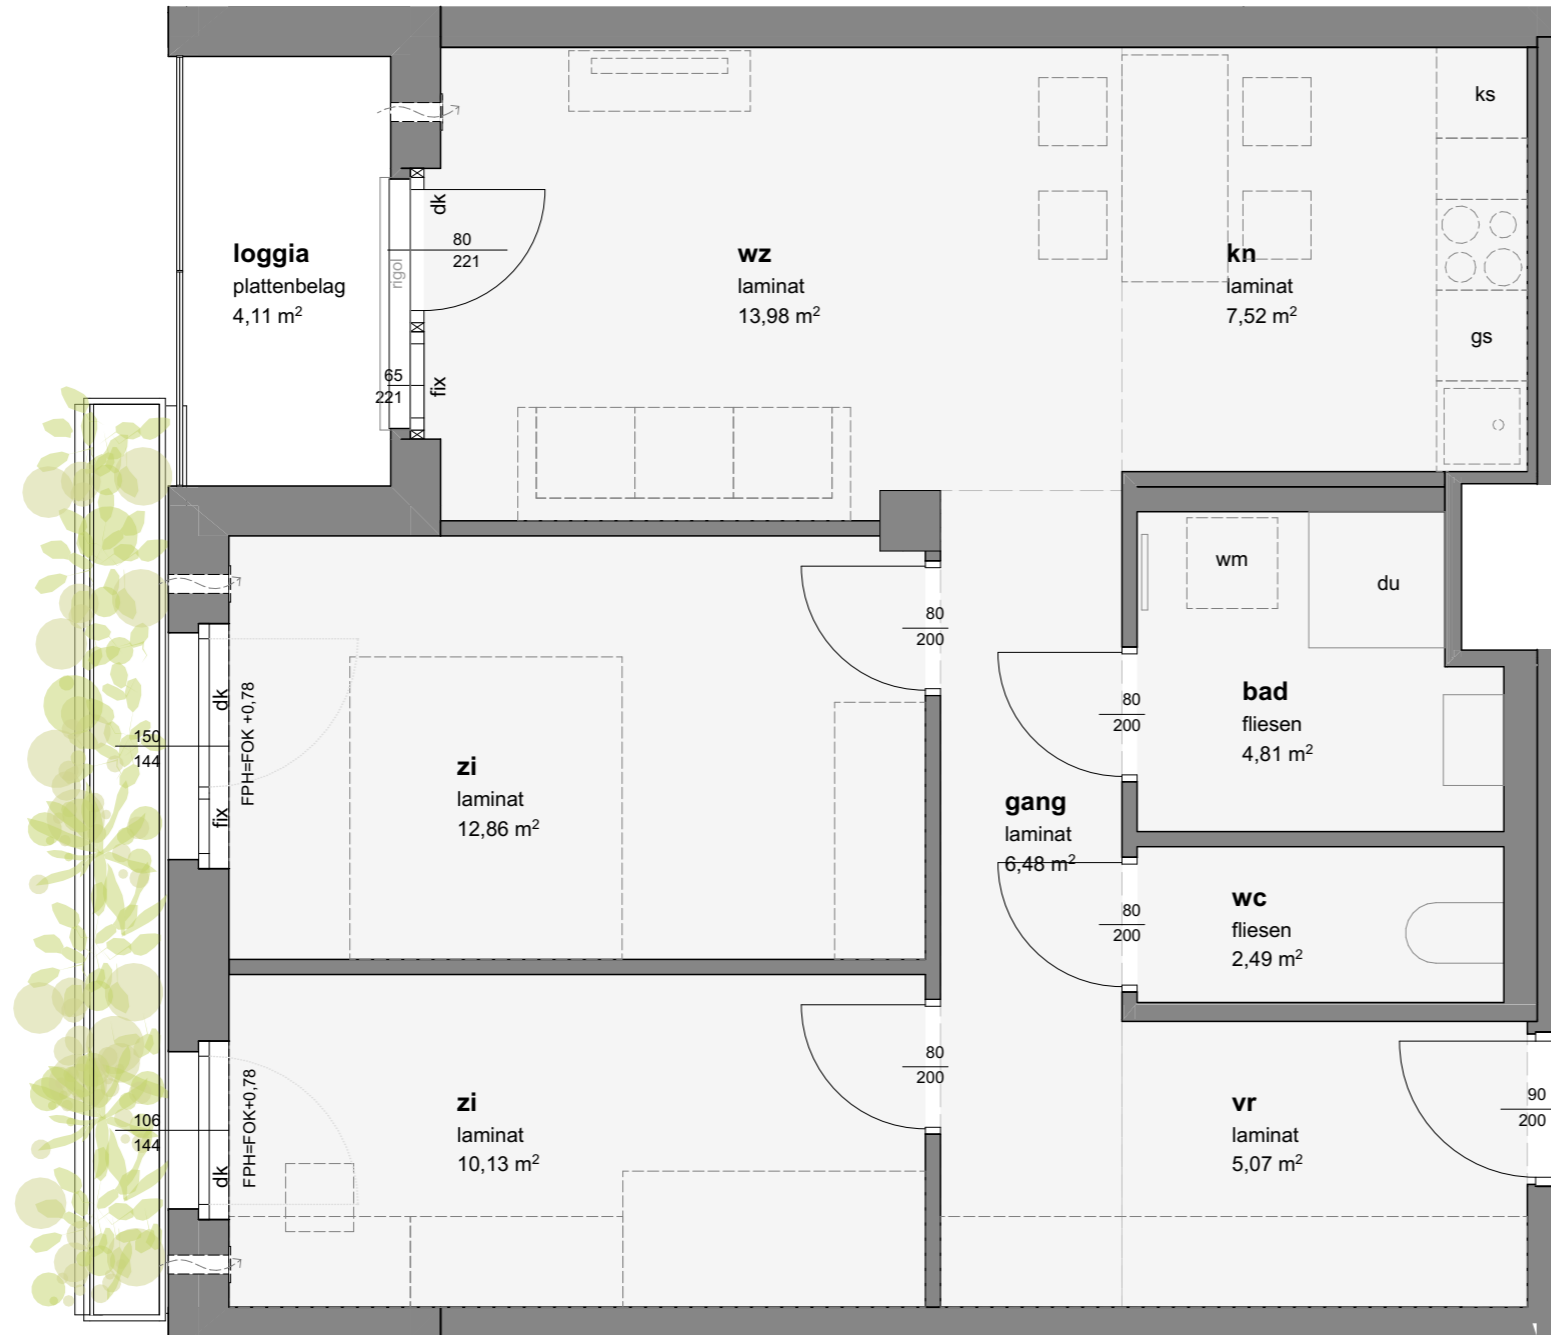 ks
dk
80
221
loggia
plattenbelag
4,11 m²
rigol
wz
laminat
13,98 m²
kn
laminat
7,52 m²
gs
65
221
fix
wm
du
80
200
dk
FPH=FOK +0,78
150
144
fix
zi
laminat
12,86 m²
80
200
bad
fliesen
4,81 m²
gang
laminat
6,48 m²
80
200
wc
fliesen
2,49 m²
80
200
106
144
dk
FPH=FOK+0,78
zi
laminat
10,13 m²
vr
laminat
5,07 m²
90
200